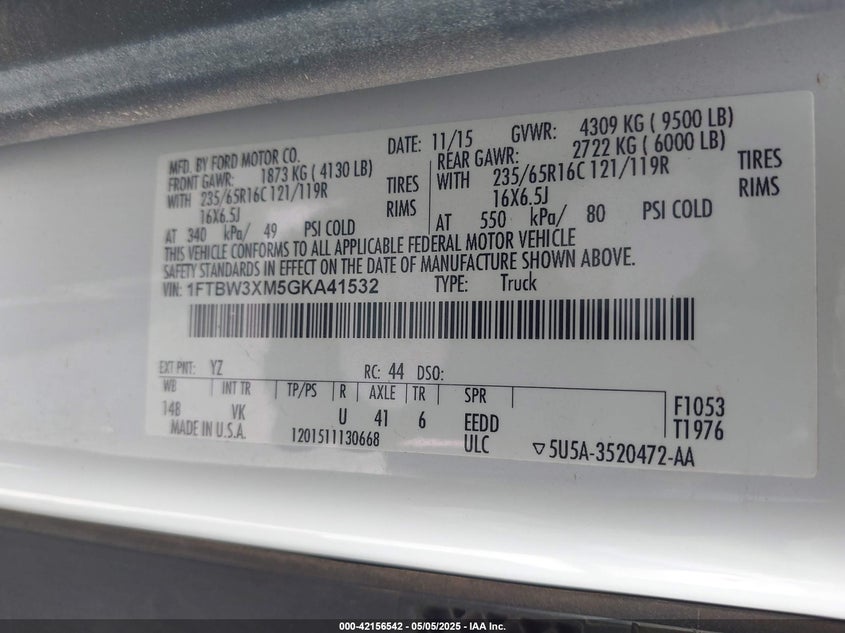 MFD. BY FORD MOTOR CO. DATE: 11/15 GVWR: 4309 KG ( 9500 LB)
FRONT GAWR: 1873 KG ( 4130 LB) REAR GAWR: 2722 KG ( 6000 LB)
WITH 235/65R16C 121/119R TIRES WITH 235/65R16C 121/119R TIRES
16X6.5J RIMS 16X6.5J RIMS
AT 340 kPa/ 49 PSI COLD AT 550 kPa/ 80 PSI COLD
THIS VEHICLE CONFORMS TO ALL APPLICABLE FEDERAL MOTOR VEHICLE
SAFETY STANDARDS IN EFFECT ON THE DATE OF MANUFACTURE SHOWN ABOVE.
VIN: 1FTBW3XM5GKA41532 TYPE: Truck
EXT PNT: YZ RC: 44 DSO:
WB INT TR TP/PS R AXLE TR SPR
148 VK U 41 6 EEDD F1053
MADE IN U.S.A. 1201511130668 ULC T1976
▽5U5A-3520472-AA
000-42156542 - 05/05/2025 - IAA Inc.